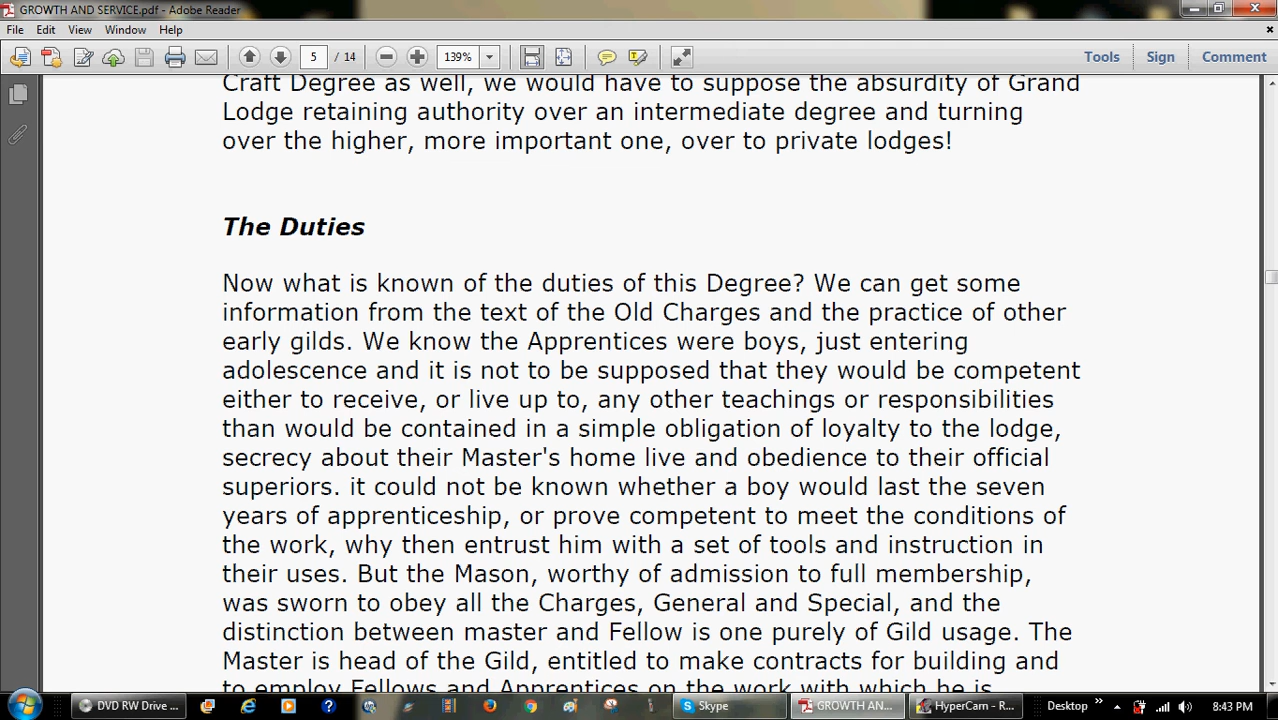 GROWTH AND SERVICE.pdf - Adobe Reader
File Edit View Window Help
5 / 14 139% Tools Sign Comment
Craft Degree as well, we would have to suppose the absurdity of Grand
Lodge retaining authority over an intermediate degree and turning
over the higher, more important one, over to private lodges!
The Duties
Now what is known of the duties of this Degree? We can get some
information from the text of the Old Charges and the practice of other
early gilds. We know the Apprentices were boys, just entering
adolescence and it is not to be supposed that they would be competent
either to receive, or live up to, any other teachings or responsibilities
than would be contained in a simple obligation of loyalty to the lodge,
secrecy about their Master's home live and obedience to their official
superiors. it could not be known whether a boy would last the seven
years of apprenticeship, or prove competent to meet the conditions of
the work, why then entrust him with a set of tools and instruction in
their uses. But the Mason, worthy of admission to full membership,
was sworn to obey all the Charges, General and Special, and the
distinction between master and Fellow is one purely of Gild usage. The
Master is head of the Gild, entitled to make contracts for building and
to employ Fellows and Apprentices on the work with which he is
DVD RW Drive ... Skype GROWTH AN... HyperCam - R... Desktop 8:43 PM